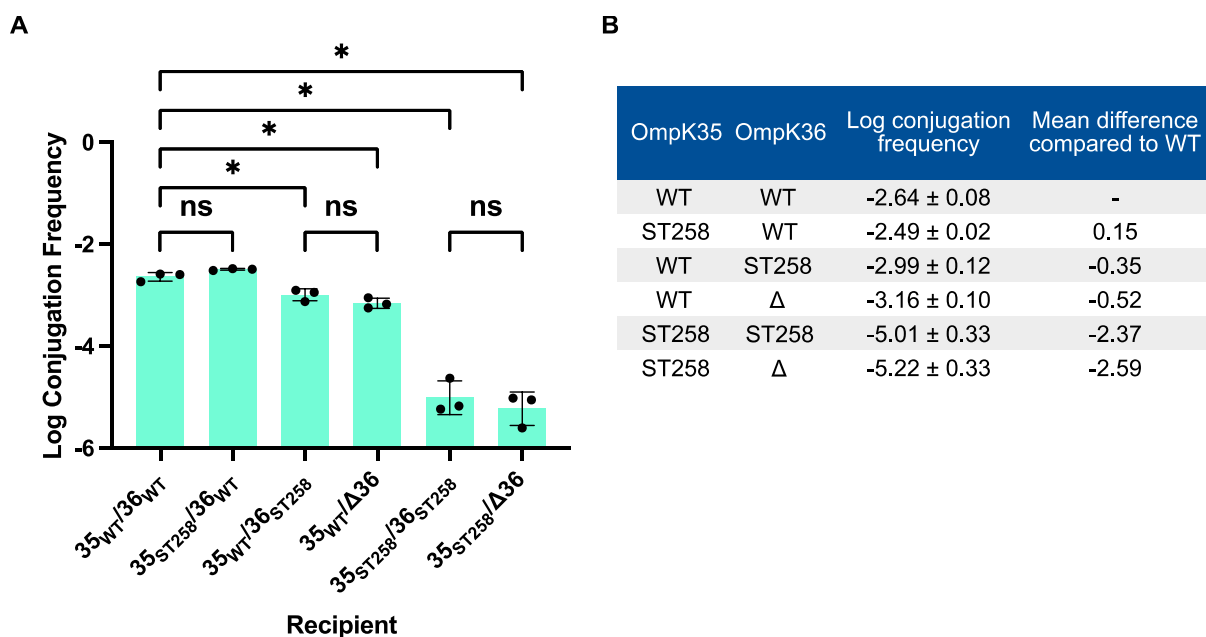 A
*
*
*
*
ns
ns
ns
Log Conjugation Frequency
0
-2
-4
-6
35WT/36WT
35ST258/36WT
35WT/36ST258
35WT/Δ36
35ST258/36ST258
35ST258/Δ36
Recipient
B
OmpK35 OmpK36 Log conjugation frequency Mean difference compared to WT
WT WT -2.64 ± 0.08 -
ST258 WT -2.49 ± 0.02 0.15
WT ST258 -2.99 ± 0.12 -0.35
WT Δ -3.16 ± 0.10 -0.52
ST258 ST258 -5.01 ± 0.33 -2.37
ST258 Δ -5.22 ± 0.33 -2.59